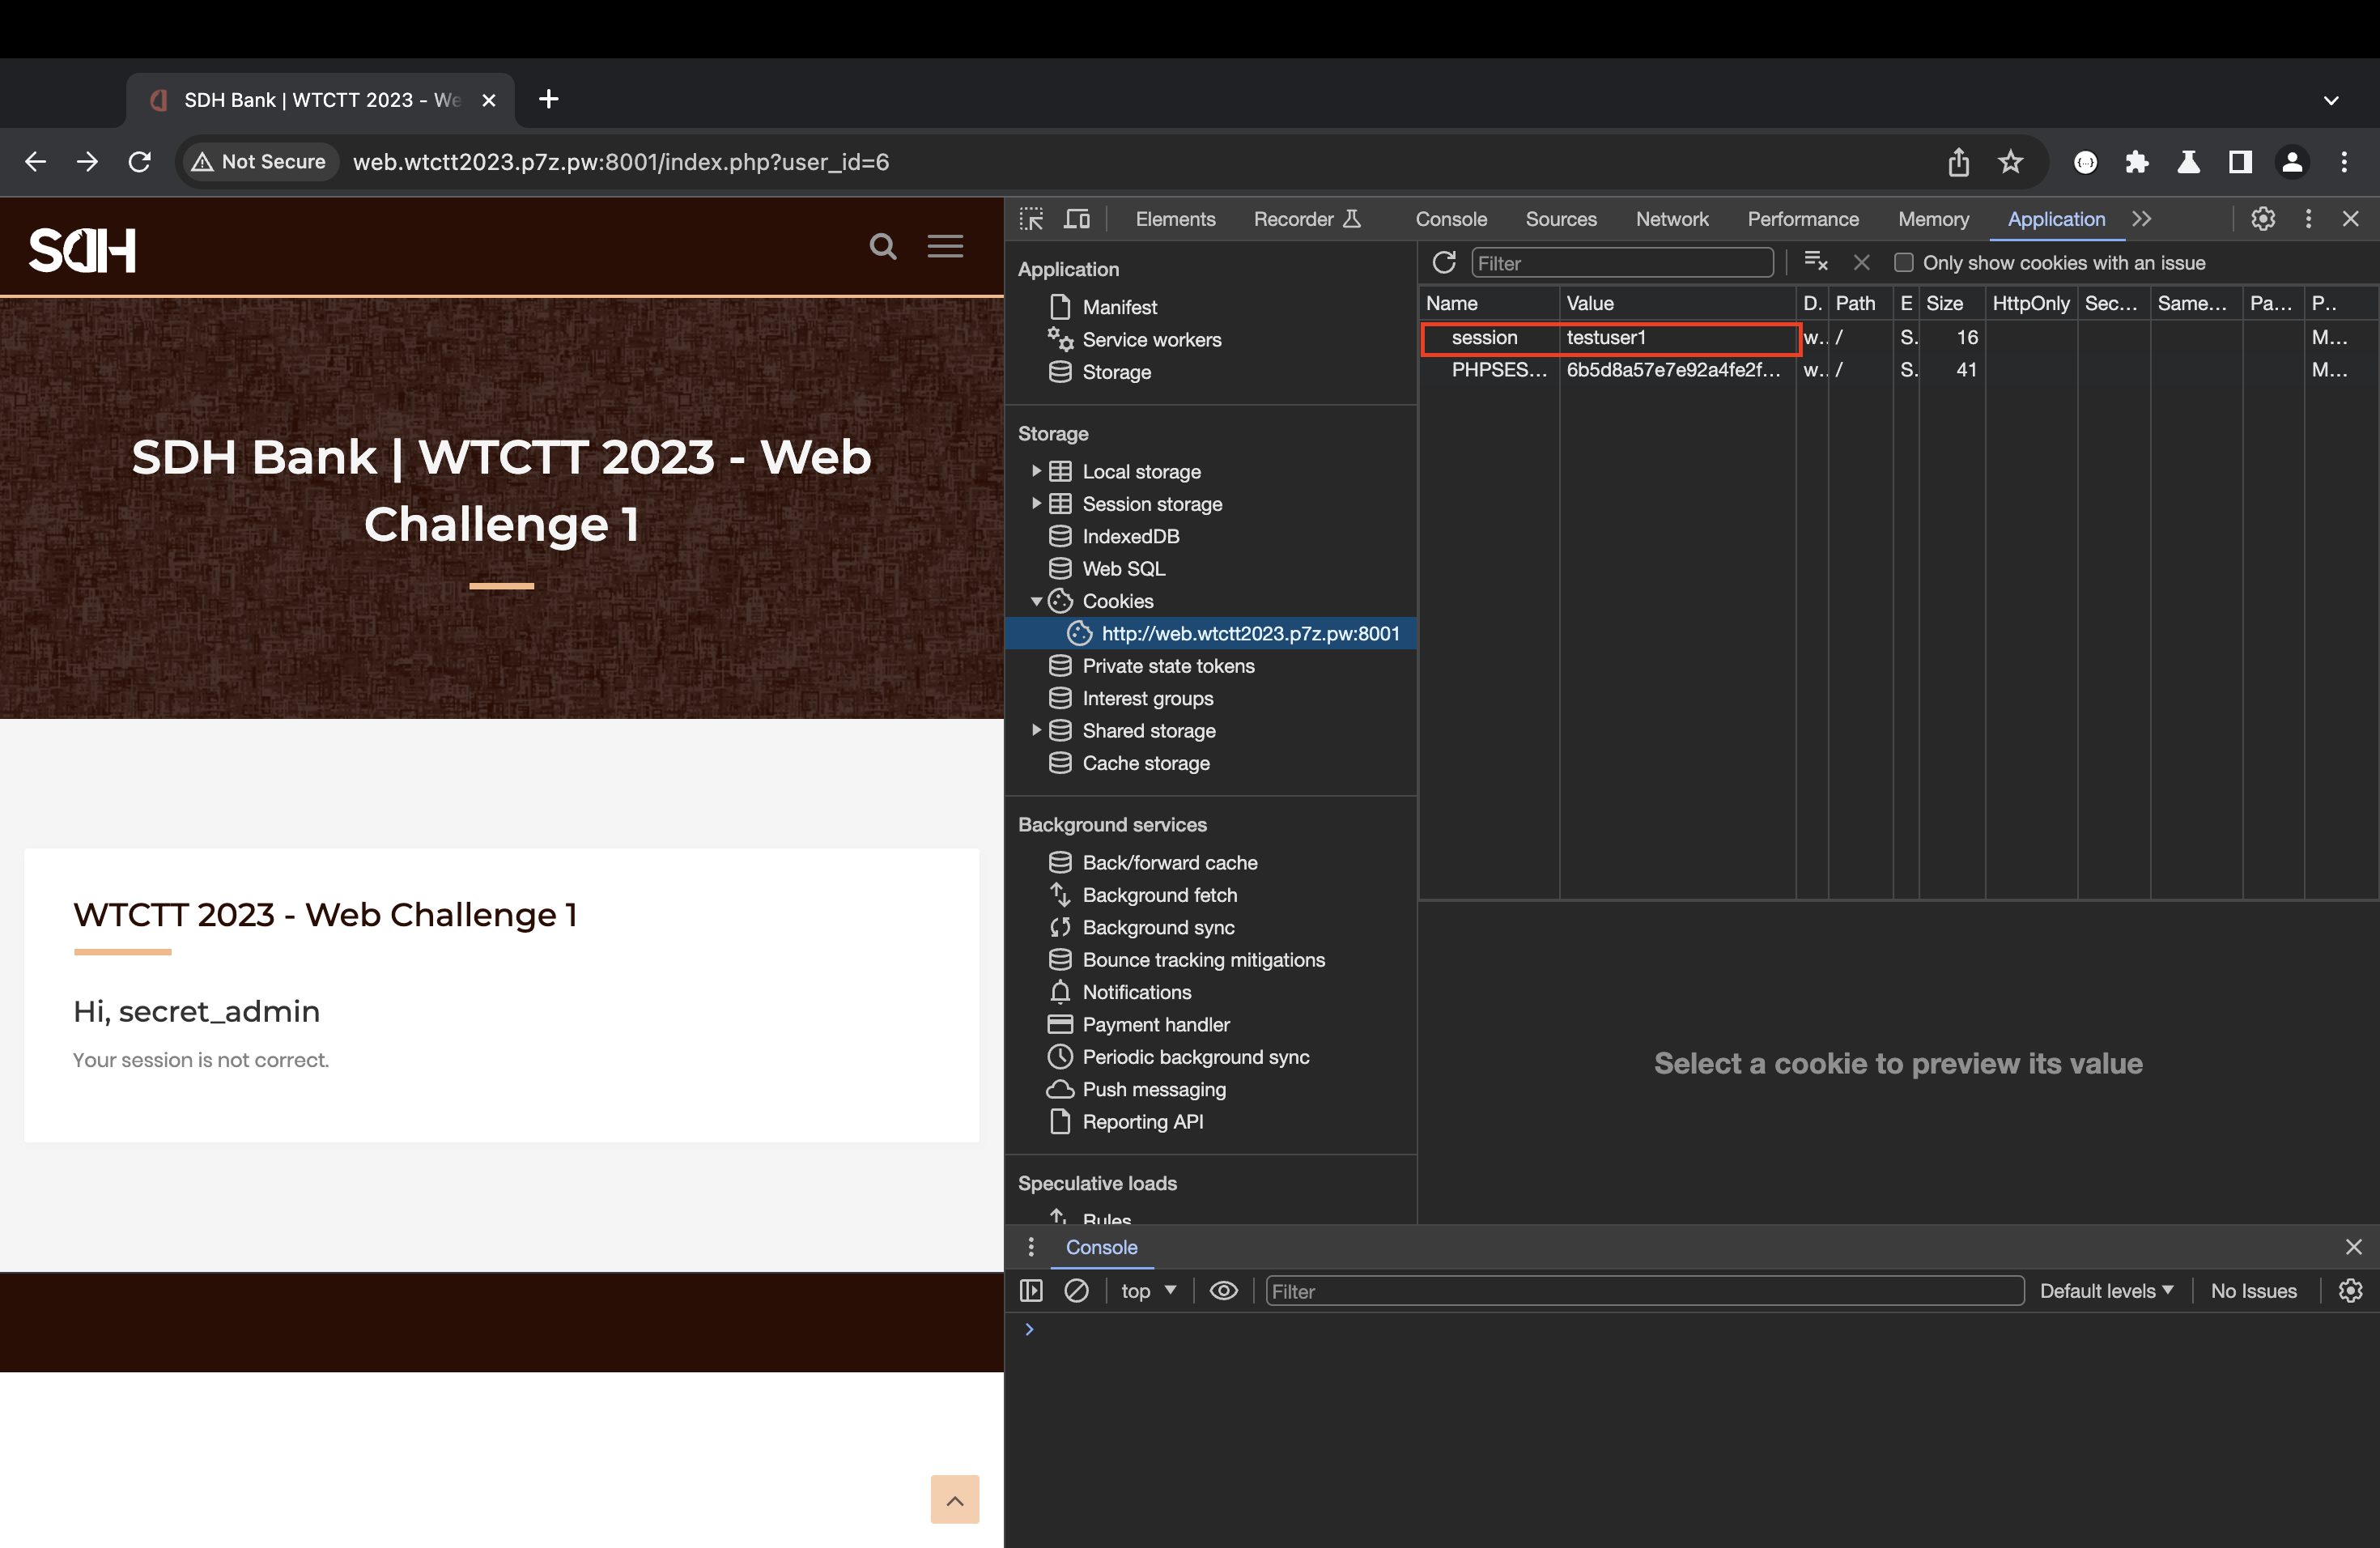 SDH Bank | WTCTT 2023 - We
Not Secure
web.wtctt2023.p7z.pw:8001/index.php?user_id=6
SDH
SDH Bank | WTCTT 2023 - Web
Challenge 1
WTCTT 2023 - Web Challenge 1
Hi, secret_admin
Your session is not correct.
Elements Recorder Console Sources Network Performance Memory Application
Application
Manifest
Service workers
Storage
Storage
Local storage
Session storage
IndexedDB
Web SQL
Cookies
http://web.wtctt2023.p7z.pw:8001
Private state tokens
Interest groups
Shared storage
Cache storage
Background services
Back/forward cache
Background fetch
Background sync
Bounce tracking mitigations
Notifications
Payment handler
Periodic background sync
Push messaging
Reporting API
Speculative loads
Rules
Filter Only show cookies with an issue
Name Value D. Path E Size HttpOnly Sec... Same... Pa... P..
session testuser1 w.. / S. 16 M...
PHPSES... 6b5d8a57e7e92a4fe2f... w.. / S. 41 M...
Select a cookie to preview its value
Console
top Filter Default levels No Issues